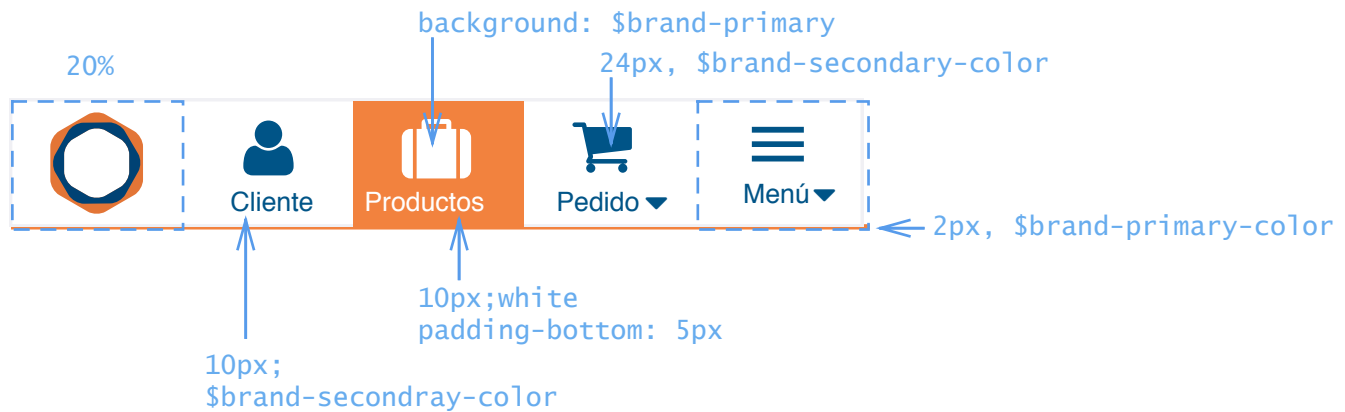 background: $brand-primary
20%
24px, $brand-secondary-color
Cliente
Productos
Pedido
Menú
2px, $brand-primary-color
10px;white
padding-bottom: 5px
10px;
$brand-secondray-color